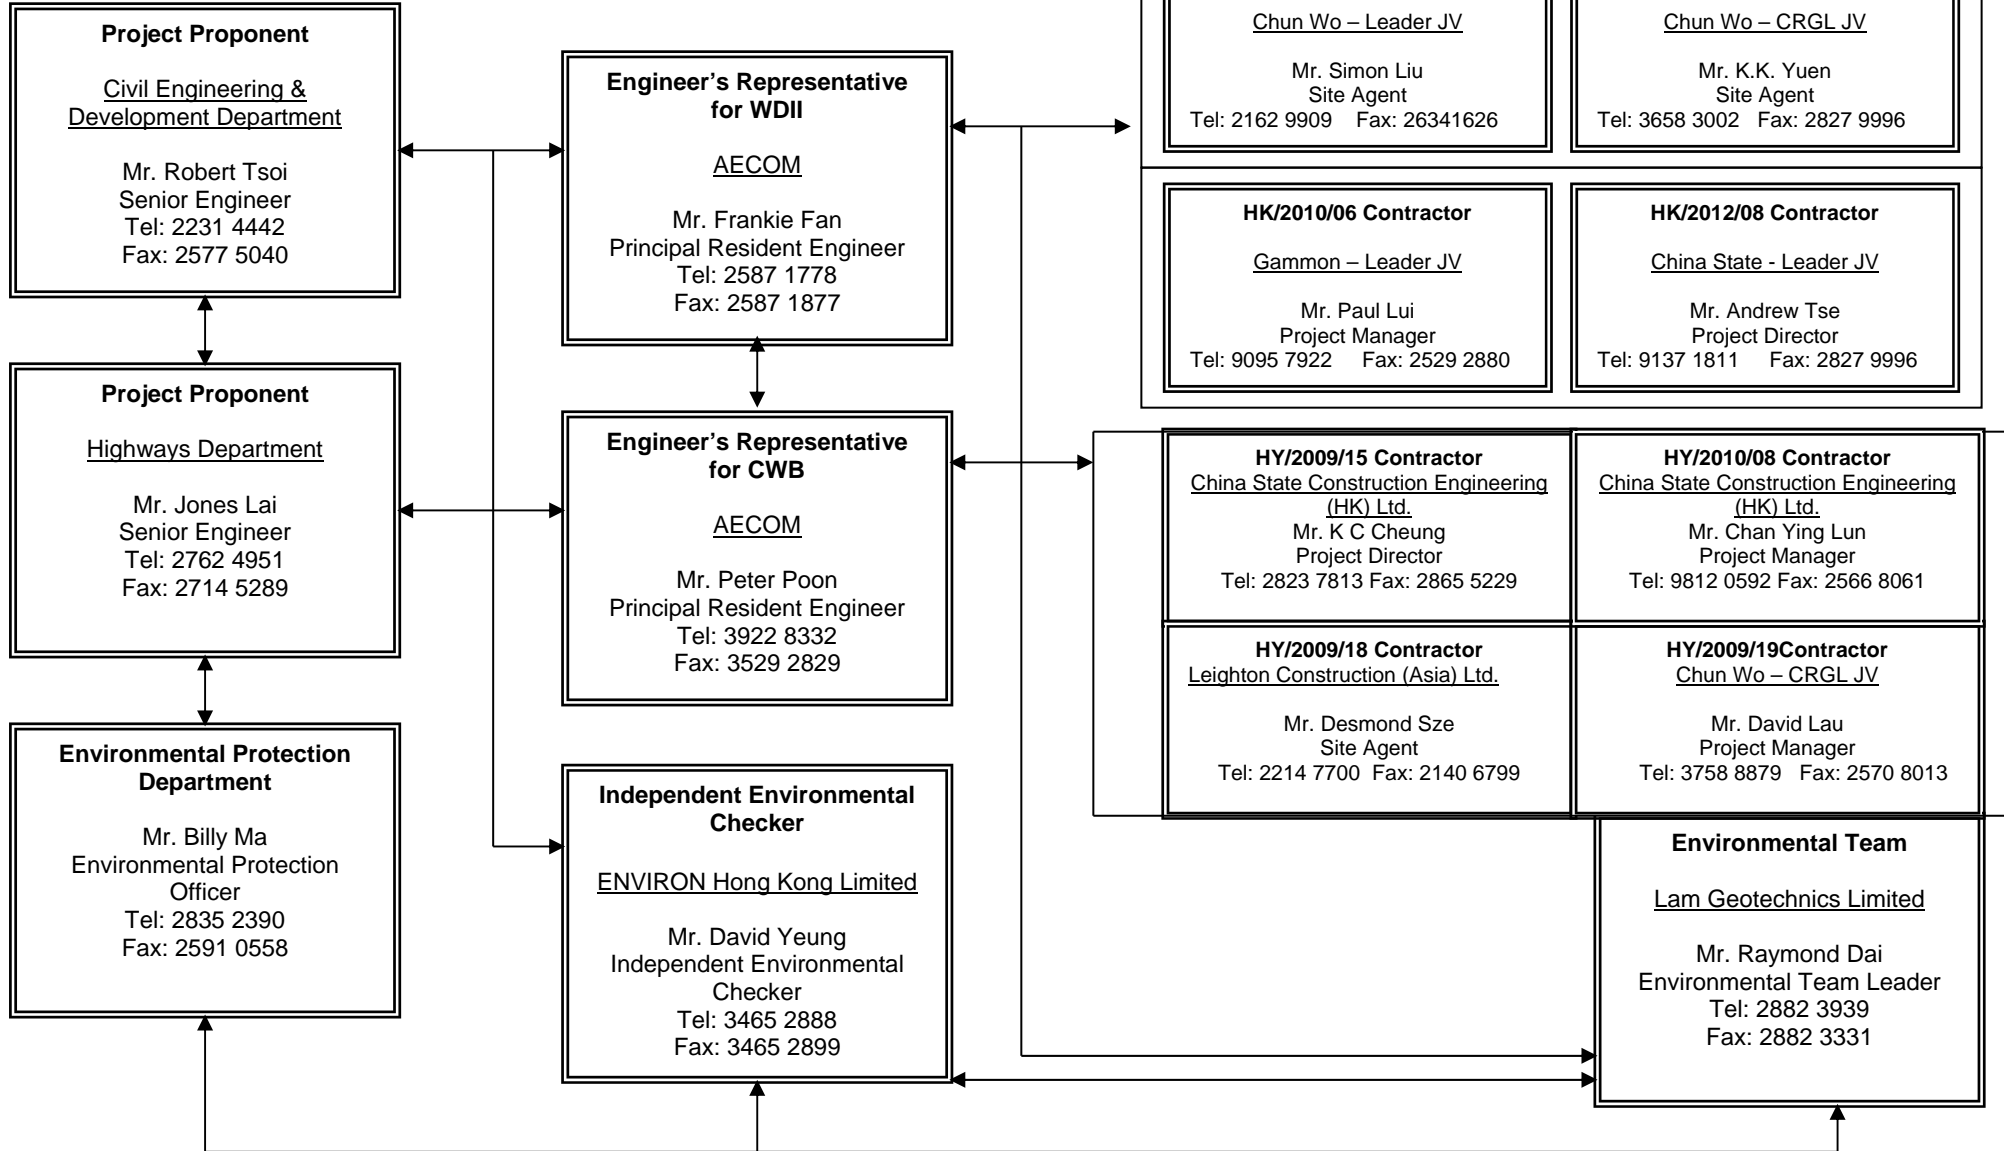 Project Proponent
Civil Engineering &
Development Department
Mr. Robert Tsoi
Senior Engineer
Tel: 2231 4442
Fax: 2577 5040
Project Proponent
Highways Department
Mr. Jones Lai
Senior Engineer
Tel: 2762 4951
Fax: 2714 5289
Environmental Protection
Department
Mr. Billy Ma
Environmental Protection
Officer
Tel: 2835 2390
Fax: 2591 0558
Engineer’s Representative
for WDII
AECOM
Mr. Frankie Fan
Principal Resident Engineer
Tel: 2587 1778
Fax: 2587 1877
Engineer’s Representative
for CWB
AECOM
Mr. Peter Poon
Principal Resident Engineer
Tel: 3922 8332
Fax: 3529 2829
Independent Environmental
Checker
ENVIRON Hong Kong Limited
Mr. David Yeung
Independent Environmental
Checker
Tel: 3465 2888
Fax: 3465 2899
Chun Wo – Leader JV
Mr. Simon Liu
Site Agent
Tel: 2162 9909 Fax: 26341626
Chun Wo – CRGL JV
Mr. K.K. Yuen
Site Agent
Tel: 3658 3002 Fax: 2827 9996
HK/2010/06 Contractor
Gammon – Leader JV
Mr. Paul Lui
Project Manager
Tel: 9095 7922 Fax: 2529 2880
HK/2012/08 Contractor
China State - Leader JV
Mr. Andrew Tse
Project Director
Tel: 9137 1811 Fax: 2827 9996
HY/2009/15 Contractor
China State Construction Engineering
(HK) Ltd.
Mr. K C Cheung
Project Director
Tel: 2823 7813 Fax: 2865 5229
HY/2010/08 Contractor
China State Construction Engineering
(HK) Ltd.
Mr. Chan Ying Lun
Project Manager
Tel: 9812 0592 Fax: 2566 8061
HY/2009/18 Contractor
Leighton Construction (Asia) Ltd.
Mr. Desmond Sze
Site Agent
Tel: 2214 7700 Fax: 2140 6799
HY/2009/19Contractor
Chun Wo – CRGL JV
Mr. David Lau
Project Manager
Tel: 3758 8879 Fax: 2570 8013
Environmental Team
Lam Geotechnics Limited
Mr. Raymond Dai
Environmental Team Leader
Tel: 2882 3939
Fax: 2882 3331